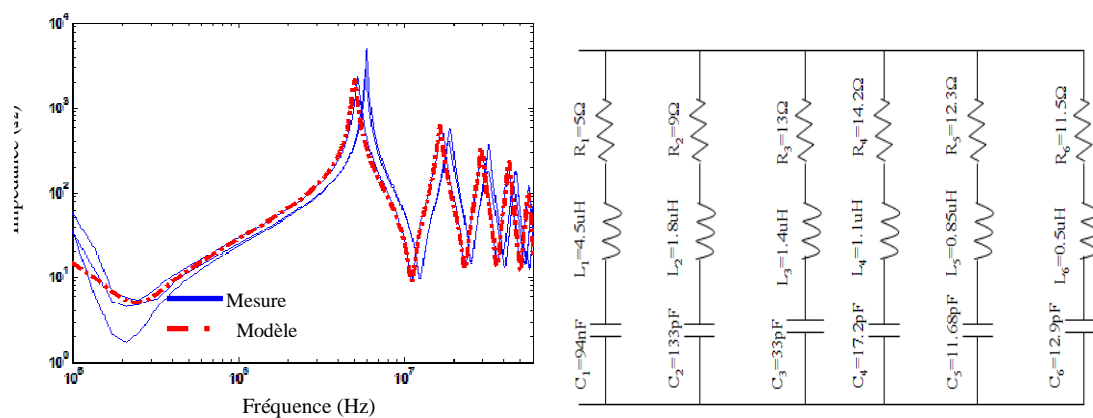 10⁴
10³
10²
10¹
10⁰
10⁵
10⁶
10⁷
Fréquence (Hz)
Mesure
Modèle
R₁=5Ω
L₁=4.5uH
C₁=94nF
R₂=9Ω
L₂=1.8uH
C₂=133pF
R₃=13Ω
L₃=1.4uH
C₃=33pF
R₄=14.2Ω
L₄=1.1uH
C₄=17.2pF
R₅=12.3Ω
L₅=0.85uH
C₅=11.68pF
R₆=11.5Ω
L₆=0.5uH
C₆=12.9pF